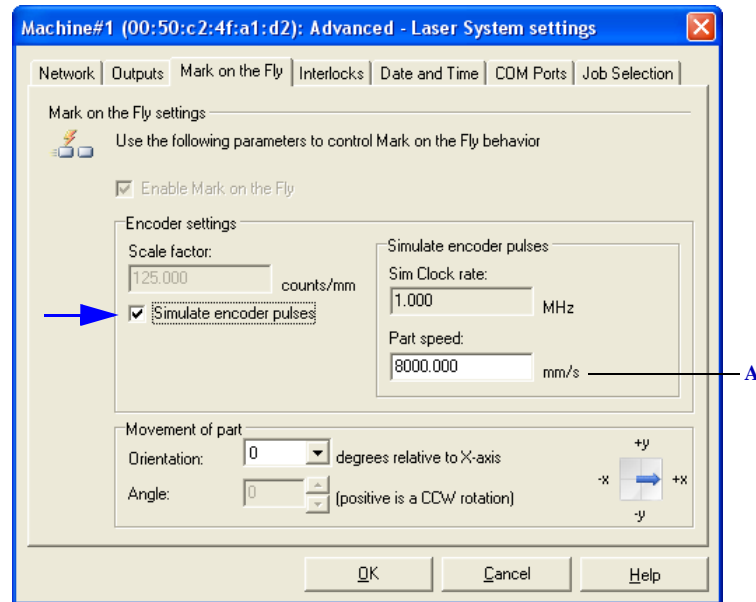 Machine#1 (00:50:c2:4f:a1:d2): Advanced - Laser System settings
Network Outputs Mark on the Fly Interlocks Date and Time COM Ports Job Selection
Mark on the Fly settings
Use the following parameters to control Mark on the Fly behavior
Enable Mark on the Fly
Encoder settings
Scale factor:
125.000 counts/mm
Simulate encoder pulses
Simulate encoder pulses
Sim Clock rate:
1.000 MHz
Part speed:
8000.000 mm/s
A
Movement of part
Orientation: 0 degrees relative to X-axis
Angle: 0 (positive is a CCW rotation)
+y
-x +x
-y
OK Cancel Help